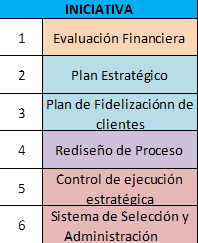 INICIATIVA
1 Evaluación Financiera
2 Plan Estratégico
3 Plan de Fidelizaciónn de
clientes
4 Rediseño de Proceso
5 Control de ejecución
estratégica
6 Sistema de Selección y
Administración